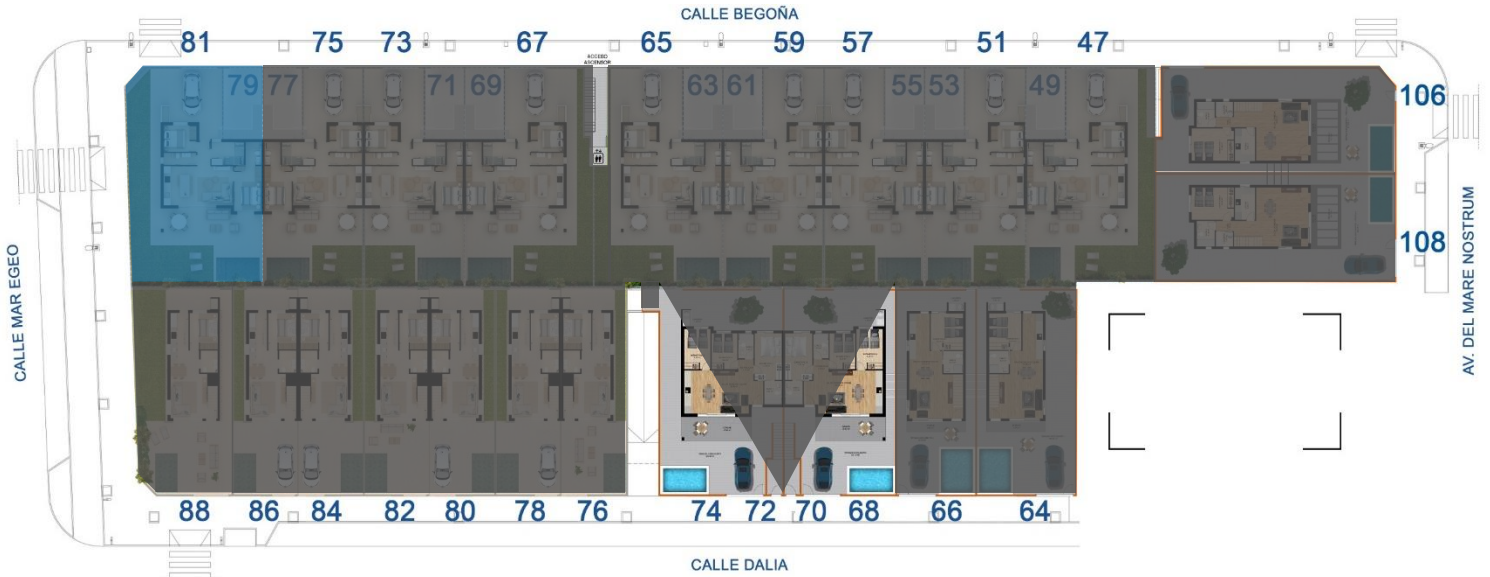 CALLE BEGOÑA
81 75 73 67 65 59 57 51 47
ACCESO
ASCENSOR
79 77 71 69 63 61 55 53 49
106
108
CALLE MAR EGEO
AV. DEL MARE NOSTRUM
88 86 84 82 80 78 76 74 72 70 68 66 64
CALLE DALIA